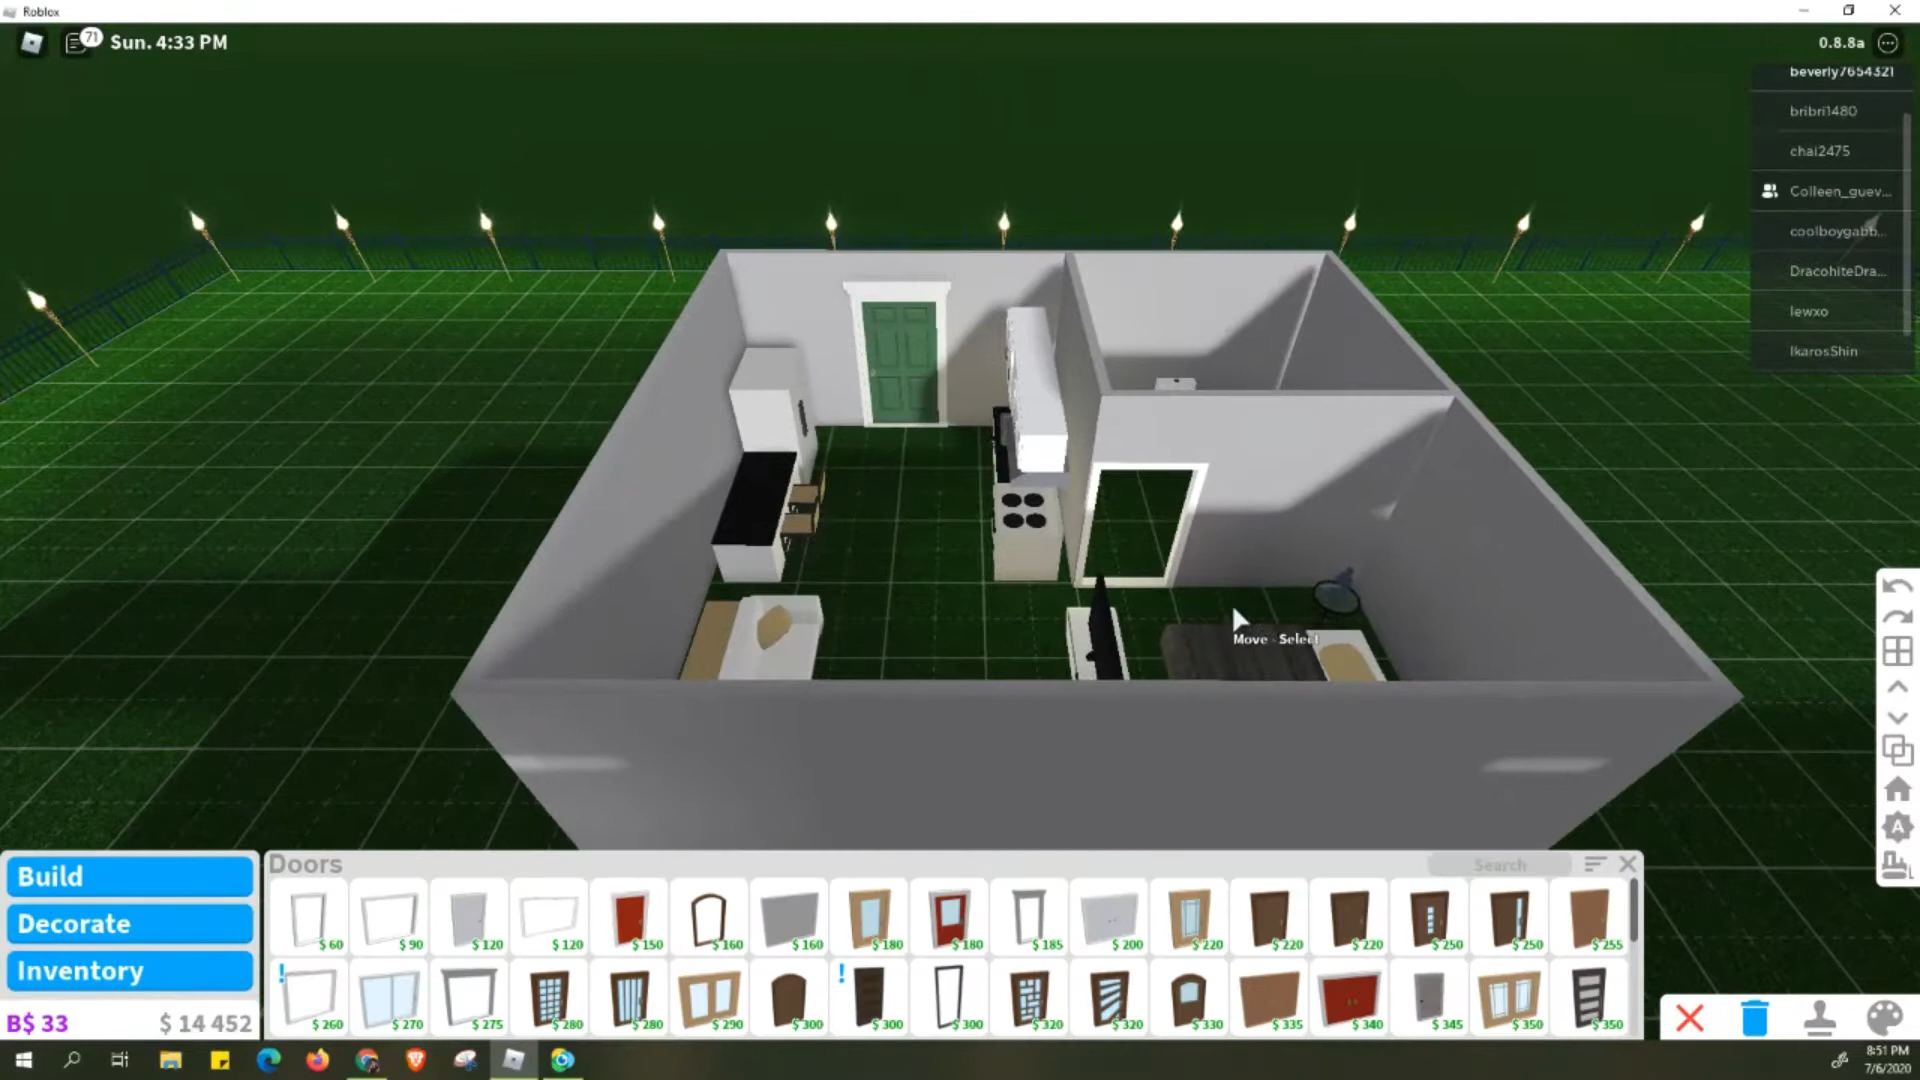 Roblox
71
Sun. 4:33 PM
0.8.8a
beverly7654321
bribri1480
chai2475
Colleen_guev...
coolboygabb...
DracohiteDra...
lewxo
IkarosShin
Move - Select
Build
Decorate
Inventory
B$ 33
$ 14 452
Doors
Search
$ 60
$ 90
$ 120
$ 120
$ 150
$ 160
$ 160
$ 180
$ 180
$ 185
$ 200
$ 220
$ 220
$ 220
$ 250
$ 250
$ 255
! $ 260
$ 270
$ 275
$ 280
$ 280
$ 290
$ 300
! $ 300
$ 300
$ 320
$ 320
$ 330
$ 335
$ 340
$ 345
$ 350
$ 350
A
L
8:51 PM
7/6/2020